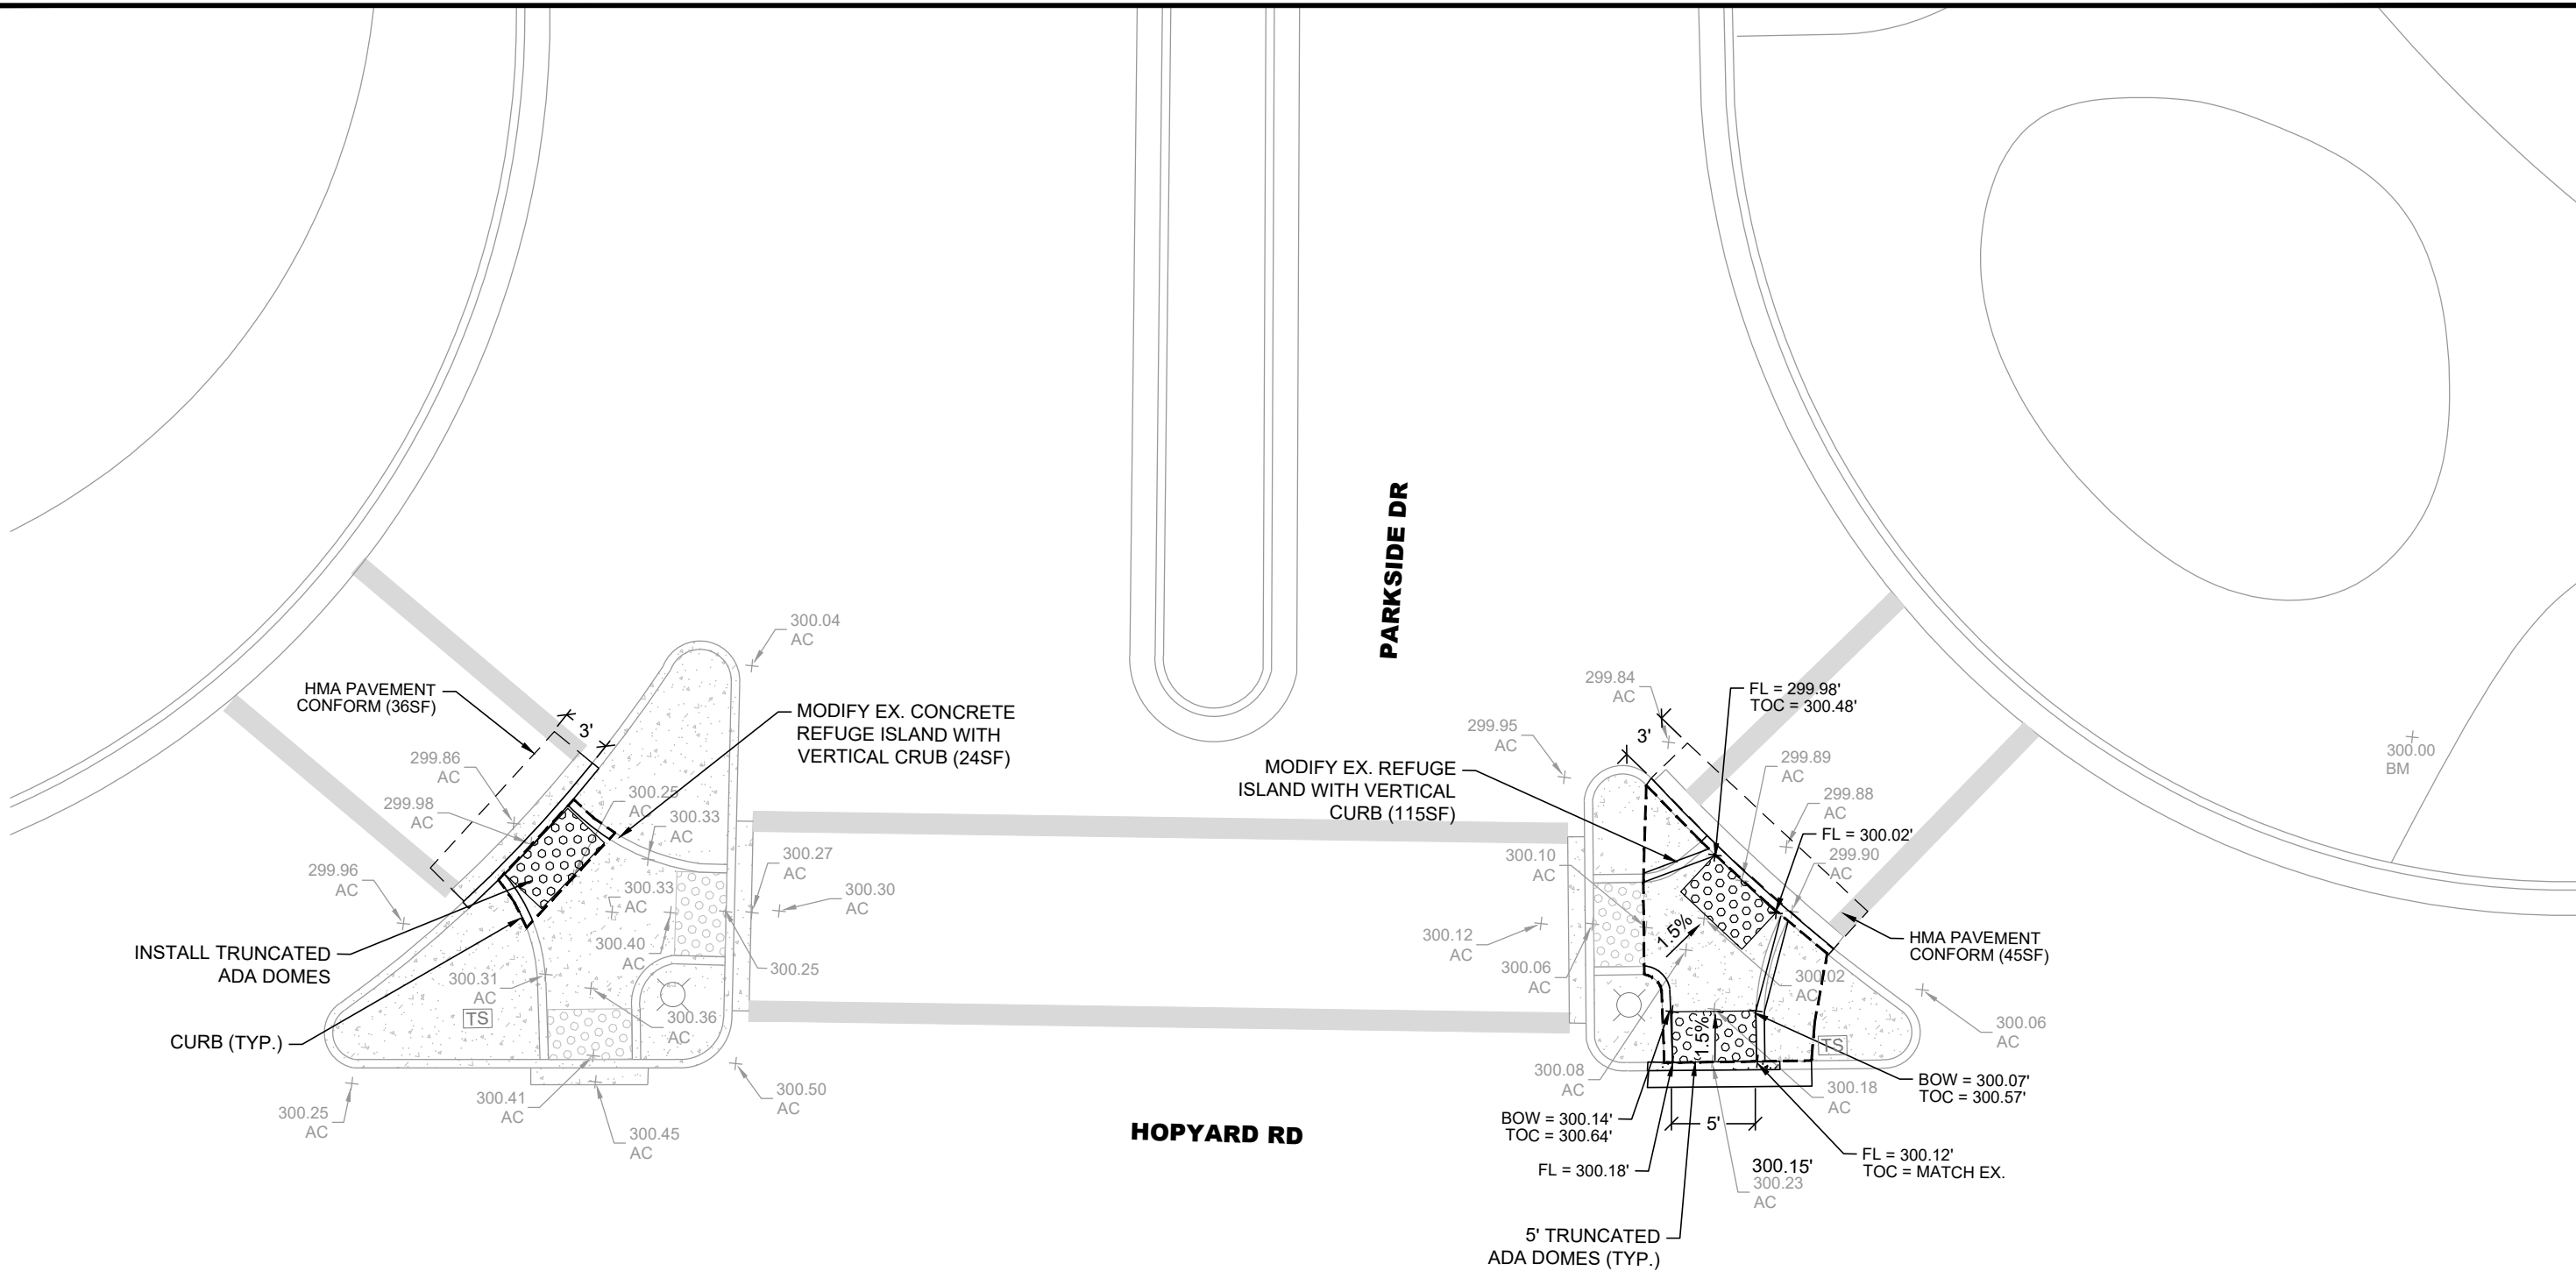 PARKSIDE DR
300.04
AC
HMA PAVEMENT
CONFORM (36SF)
3'
MODIFY EX. CONCRETE
REFUGE ISLAND WITH
VERTICAL CRUB (24SF)
299.86
AC
299.98
AC
299.96
AC
300.25
AC
300.33
AC
300.27
AC
300.30
AC
300.33
AC
300.40
AC
300.25
300.31
AC
300.36
AC
TS
INSTALL TRUNCATED
ADA DOMES
CURB (TYP.)
300.25
AC
300.41
AC
300.45
AC
300.50
AC
HOPYARD RD
299.84
AC
299.95
AC
3'
FL = 299.98'
TOC = 300.48'
MODIFY EX. REFUGE
ISLAND WITH VERTICAL
CURB (115SF)
299.89
AC
299.88
AC
FL = 300.02'
299.90
AC
300.10
AC
300.12
AC
300.06
AC
1.5%
HMA PAVEMENT
CONFORM (45SF)
300.02
AC
300.06
AC
1.5%
TS
300.08
AC
300.18
AC
BOW = 300.07'
TOC = 300.57'
BOW = 300.14'
TOC = 300.64'
5'
FL = 300.18'
300.15'
300.23
AC
FL = 300.12'
TOC = MATCH EX.
5' TRUNCATED
ADA DOMES (TYP.)
300.00
BM